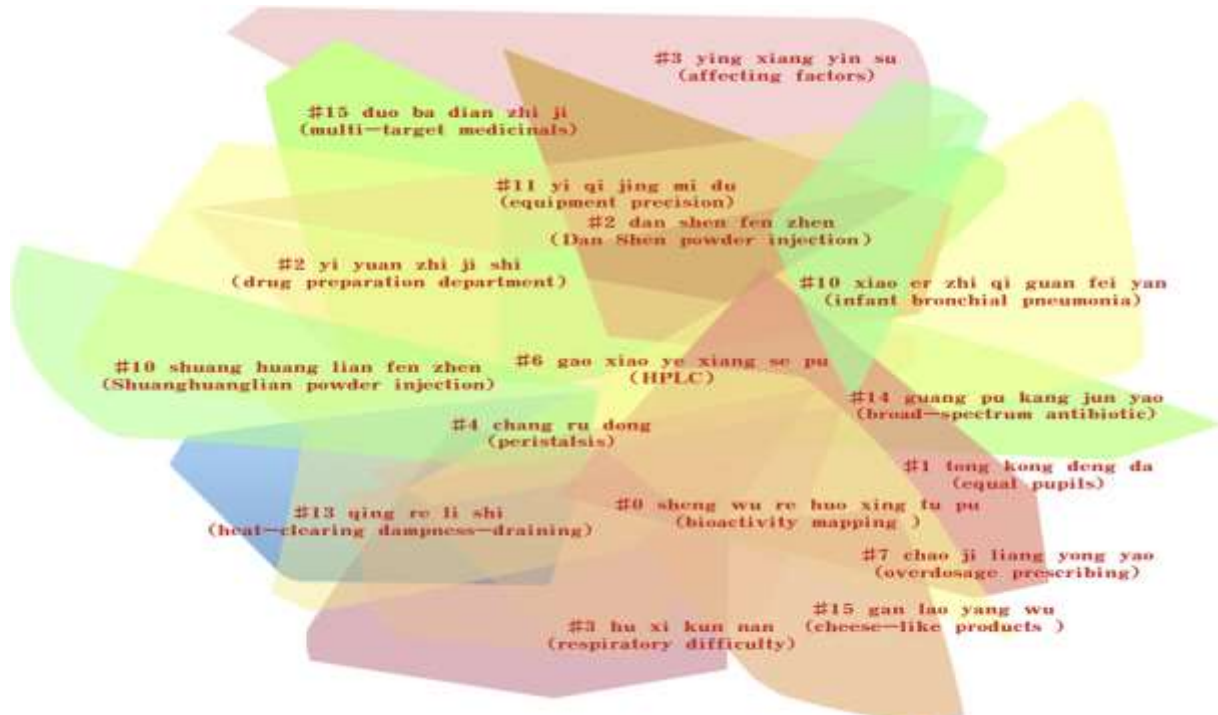 #3 ying xiang yin su
(affecting factors)
#15 duo ba dian zhi ji
(multi-target medicinals)
#11 yi qi jing mi du
(equipment precision)
#2 dan shen fen zhen
(Dan Shen powder injection)
#2 yi yuan zhi ji shi
(drug preparation department)
#10 xiao er zhi qi guan fei yan
(infant bronchial pneumonia)
#10 shuang huang lian fen zhen
(Shuanghuanglian powder injection)
#6 gao xiao ye xiang se pu
(HPLC)
#14 guang pu kang jun yao
(broad-spectrum antibiotic)
#4 chang ru dong
(peristalsis)
#1 tong kong deng da
(equal pupils)
#13 qing re li shi
(heat-clearing dampness-draining)
#0 sheng wu re huo xing tu pu
(bioactivity mapping )
#7 chao ji liang yong yao
(overdosage prescribing)
#15 gan lao yang wu
(cheese-like products )
#3 hu xi kun nan
(respiratory difficulty)